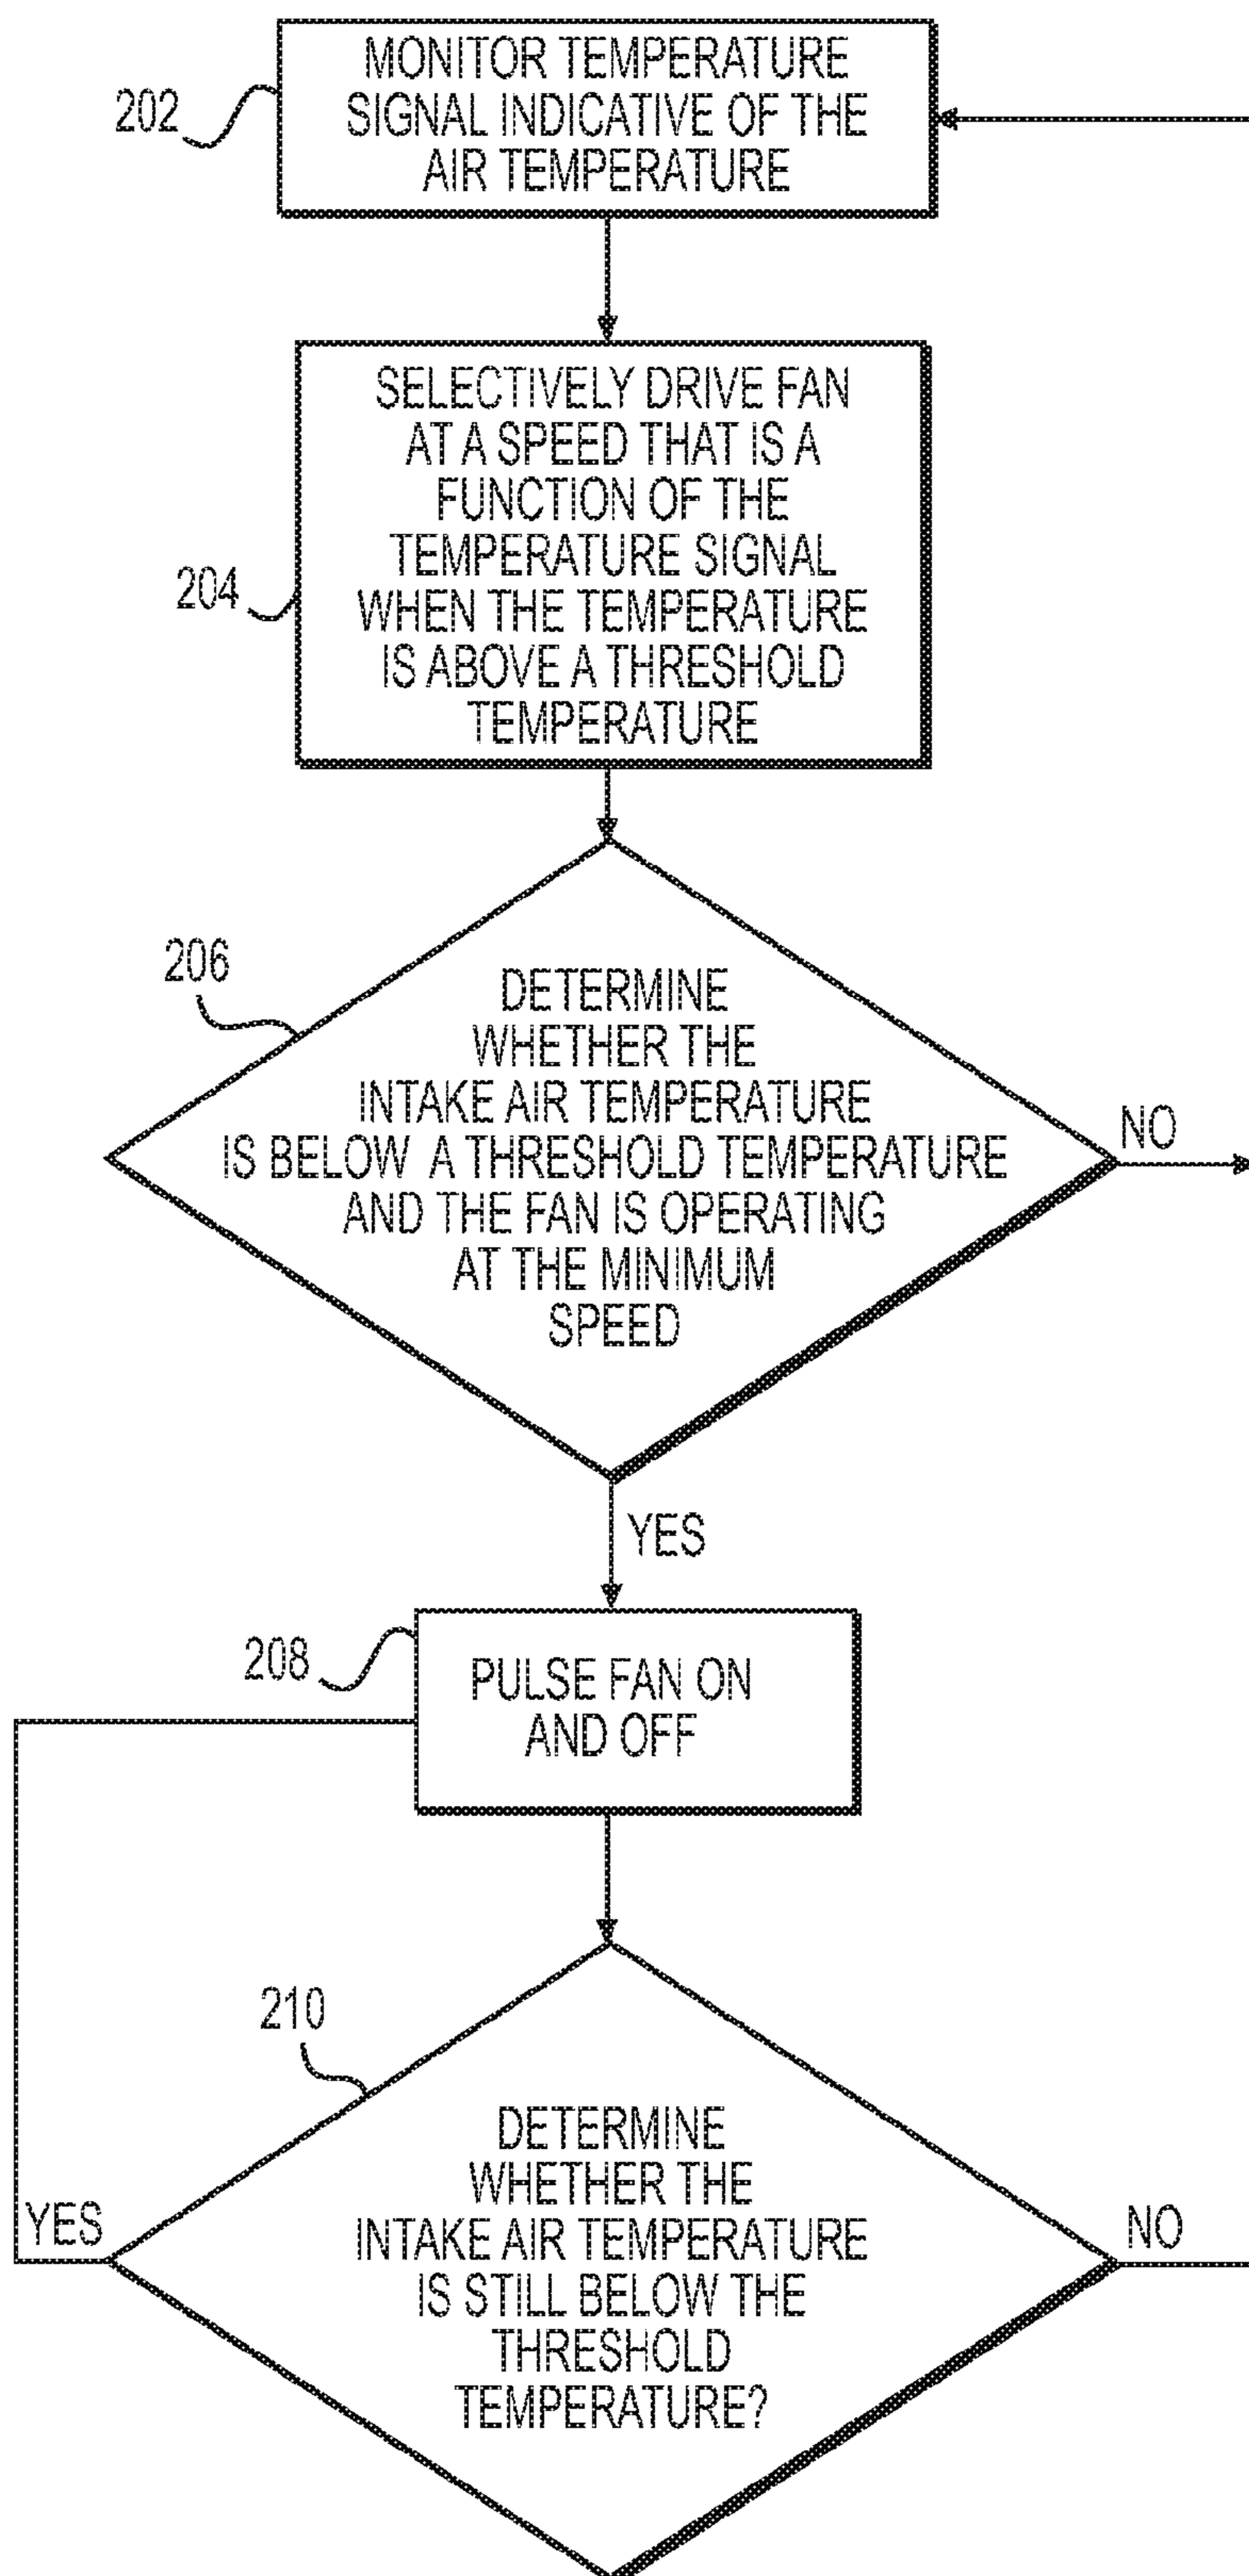 202
MONITOR TEMPERATURE
SIGNAL INDICATIVE OF THE
AIR TEMPERATURE
204
SELECTIVELY DRIVE FAN
AT A SPEED THAT IS A
FUNCTION OF THE
TEMPERATURE SIGNAL
WHEN THE TEMPERATURE
IS ABOVE A THRESHOLD
TEMPERATURE
206
DETERMINE
WHETHER THE
INTAKE AIR TEMPERATURE
IS BELOW A THRESHOLD TEMPERATURE
AND THE FAN IS OPERATING
AT THE MINIMUM
SPEED
NO
YES
208
PULSE FAN ON
AND OFF
210
DETERMINE
WHETHER THE
INTAKE AIR TEMPERATURE
IS STILL BELOW THE
THRESHOLD
TEMPERATURE?
YES
NO